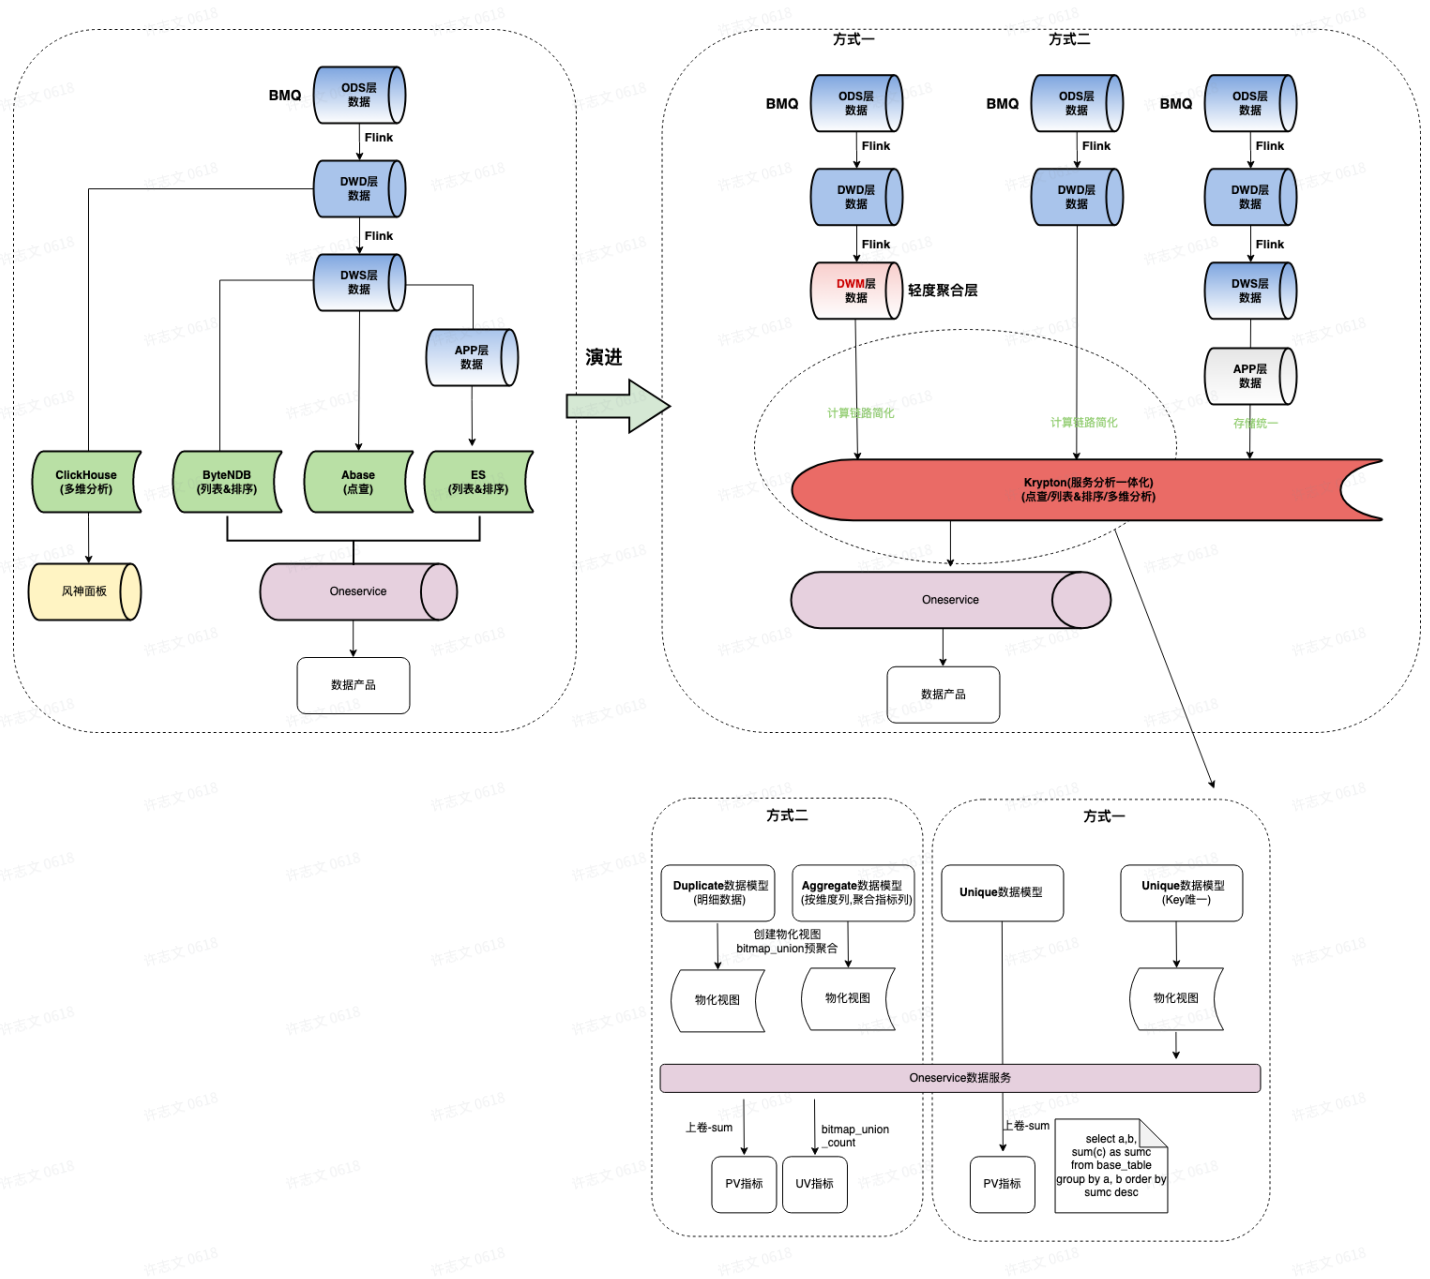 BMQ
ODS层
数据
Flink
DWD层
数据
Flink
DWS层
数据
APP层
数据
ClickHouse
(多维分析)
ByteNDB
(列表&排序)
Abase
(点查)
ES
(列表&排序)
风神面板
Oneservice
数据产品
演进
方式一
方式二
BMQ
ODS层
数据
BMQ
ODS层
数据
BMQ
ODS层
数据
Flink
Flink
Flink
DWD层
数据
DWD层
数据
DWD层
数据
Flink
Flink
DWM层
数据
轻度聚合层
DWS层
数据
APP层
数据
计算链路简化
计算链路简化
存储统一
Krypton(服务分析一体化)
(点查/列表&排序/多维分析)
Oneservice
数据产品
方式二
方式一
Duplicate数据模型
(明细数据)
Aggregate数据模型
(按维度列,聚合指标列)
Unique数据模型
Unique数据模型
(Key唯一)
创建物化视图
bitmap_union预聚合
物化视图
物化视图
物化视图
Oneservice数据服务
上卷-sum
bitmap_union
_count
上卷-sum
PV指标
UV指标
PV指标
select a,b,
sum(c) as sumc
from base_table
group by a, b order by
sumc desc
许志文 0618